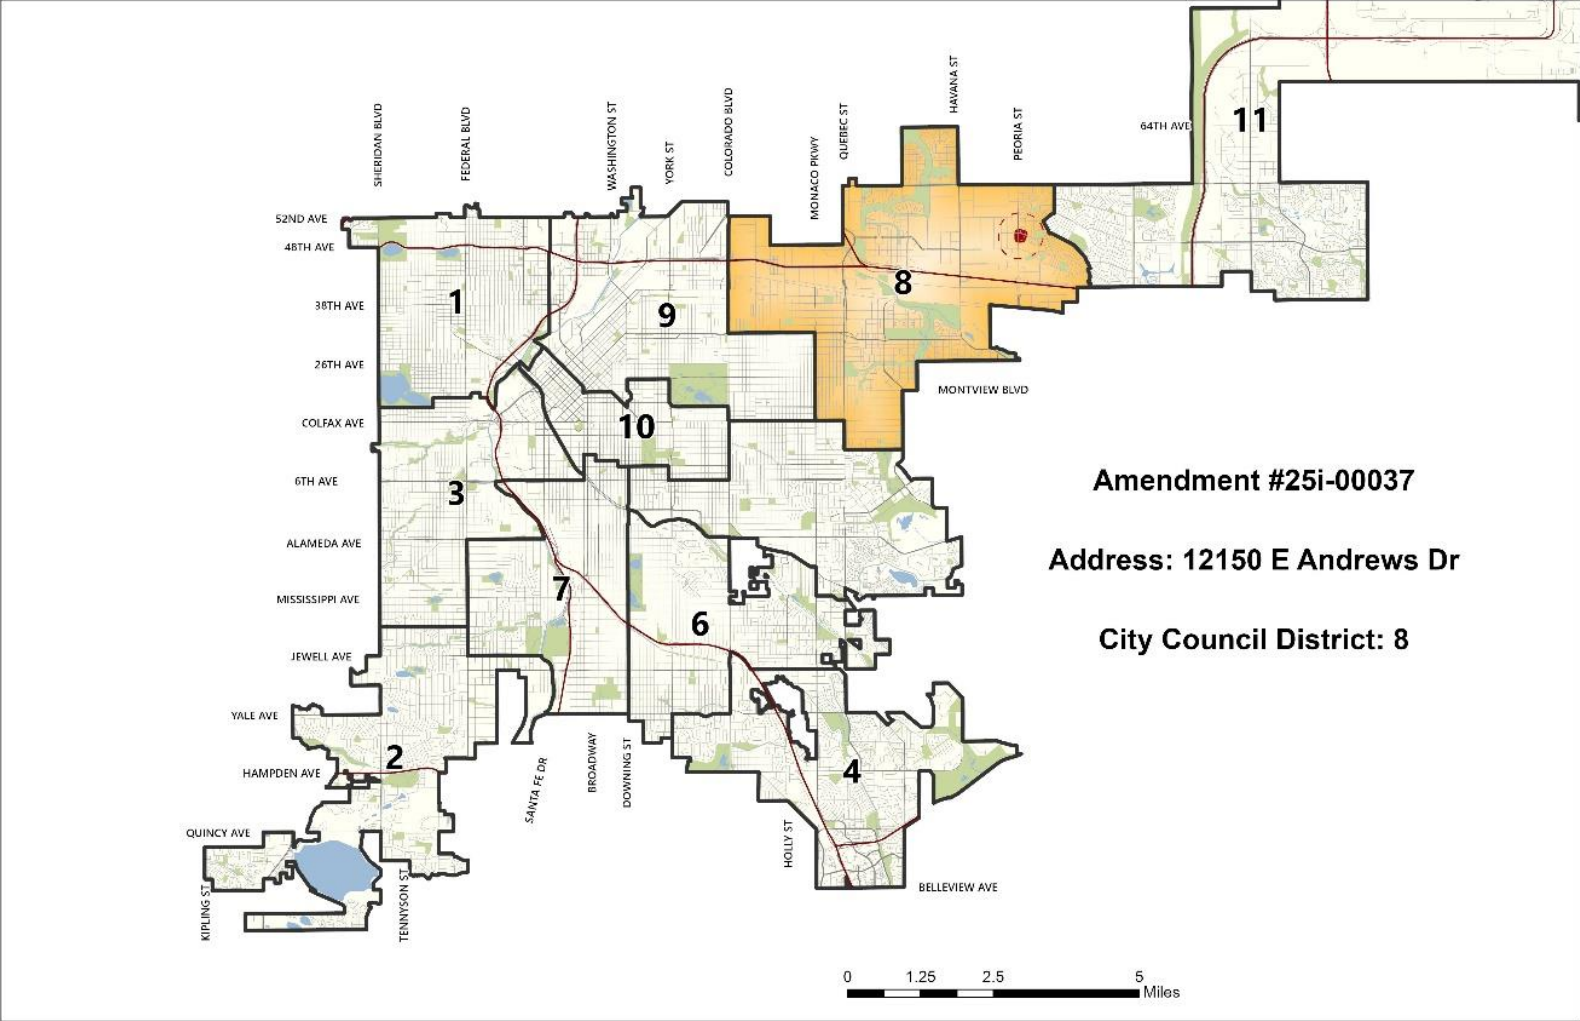 HAVANA ST
COLORADO BLVD
WASHINGTON ST
SHERIDAN BLVD
FEDERAL BLVD
QUEBEC ST
PEORIA ST
64TH AVE
11
YORK ST
MONACO PKWY
52ND AVE
48TH AVE
8
1
38TH AVE
9
26TH AVE
MONTVIEW BLVD
COLFAX AVE
10
6TH AVE
3
Amendment #25i-00037
ALAMEDA AVE
Address: 12150 E Andrews Dr
7
MISSISSIPPI AVE
6
City Council District: 8
JEWELL AVE
YALE AVE
2
HAMPDEN AVE
4
SANTA FE DR
BROADWAY
DOWNING ST
QUINCY AVE
HOLLY ST
BELLEVIEW AVE
KIPLING ST
TENNYSON ST
0 1.25 2.5 5
Miles